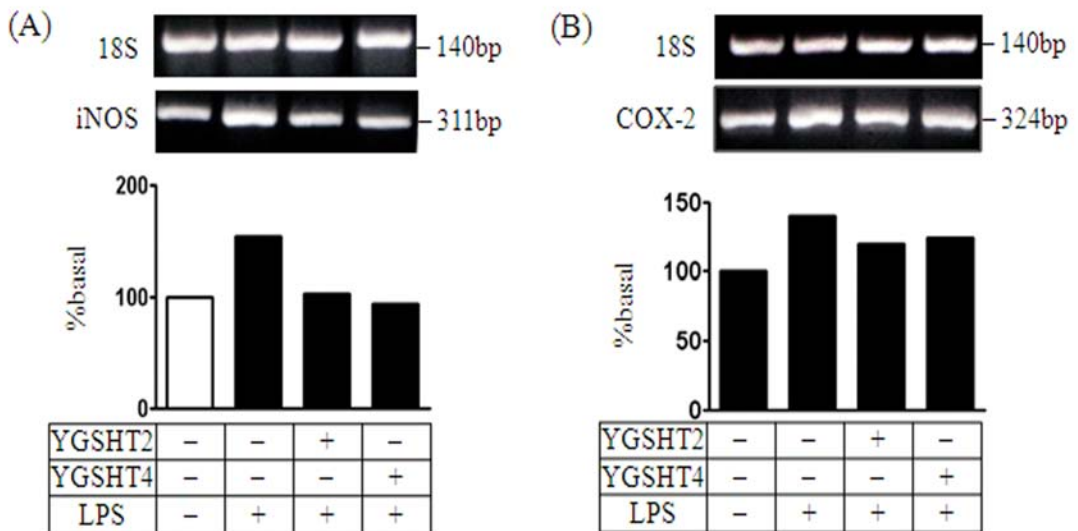 (A)
18S
140bp
iNOS
311bp
200
100
0
%basal
YGSHT2 – – + –
YGSHT4 – – – +
LPS – + + +
(B)
18S
140bp
COX-2
324bp
150
100
50
0
%basal
YGSHT2 – – + –
YGSHT4 – – – +
LPS – + + +